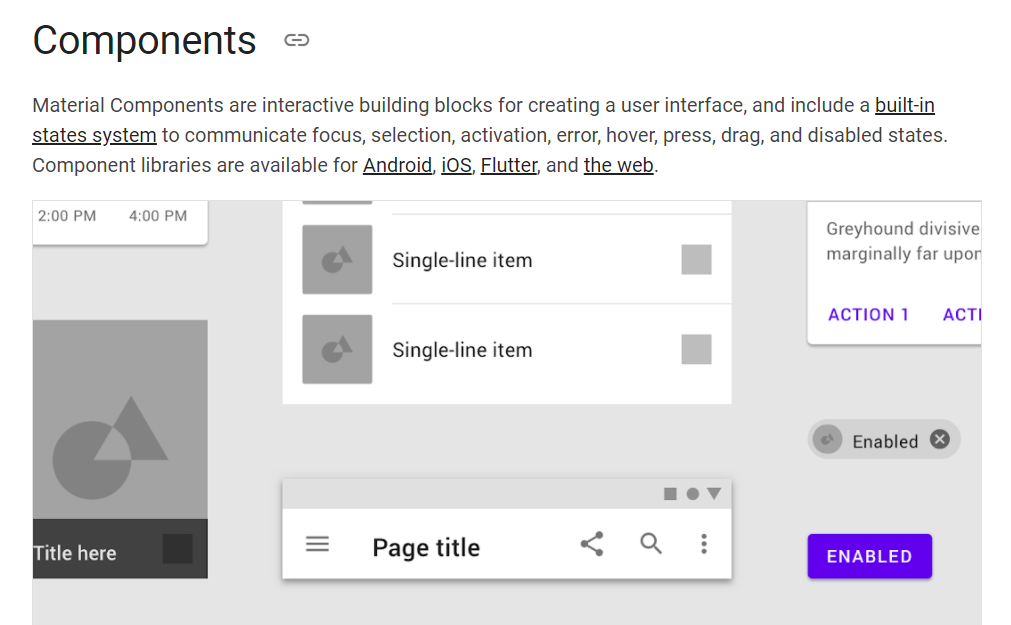 Components
Material Components are interactive building blocks for creating a user interface, and include a built-in
states system to communicate focus, selection, activation, error, hover, press, drag, and disabled states.
Component libraries are available for Android, iOS, Flutter, and the web.
2:00 PM 4:00 PM
Title here
Single-line item
Single-line item
Page title
Greyhound divisive
marginally far upon
ACTION 1 ACTI
Enabled
ENABLED